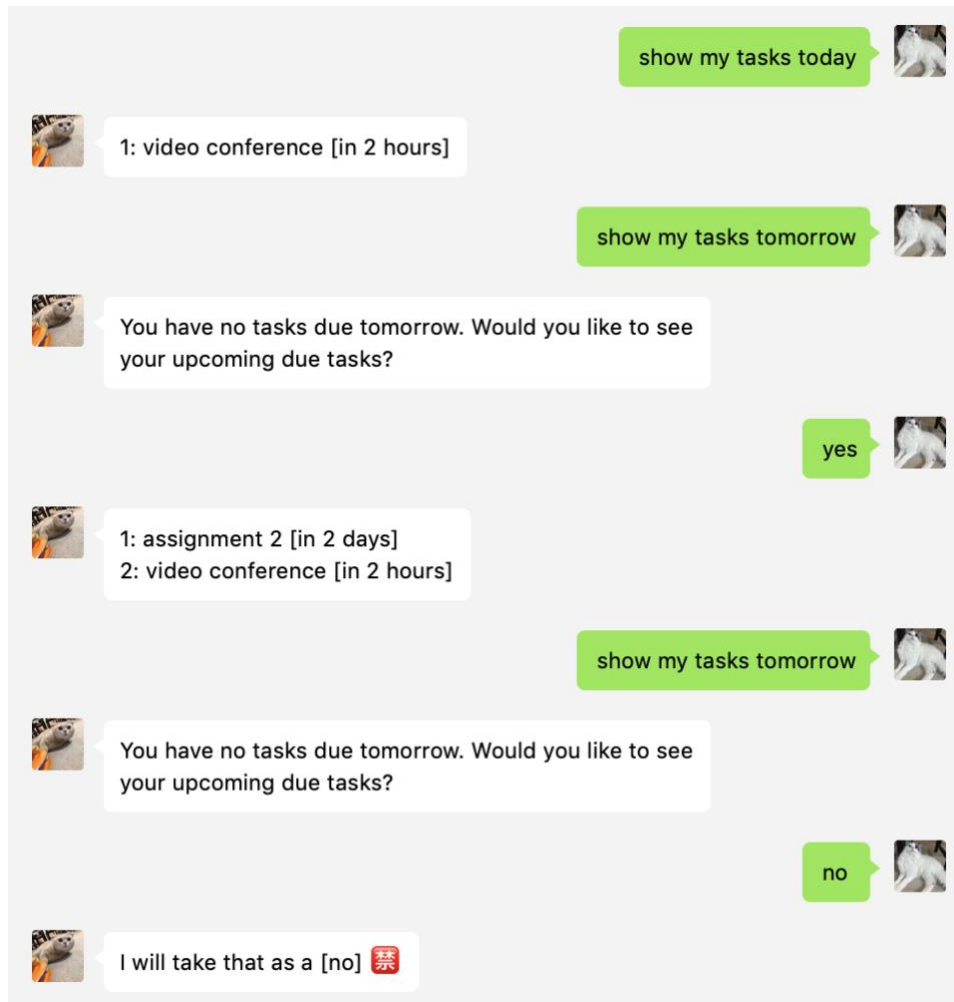 show my tasks today
1: video conference [in 2 hours]
show my tasks tomorrow
You have no tasks due tomorrow. Would you like to see
your upcoming due tasks?
yes
1: assignment 2 [in 2 days]
2: video conference [in 2 hours]
show my tasks tomorrow
You have no tasks due tomorrow. Would you like to see
your upcoming due tasks?
no
I will take that as a [no] 🈲